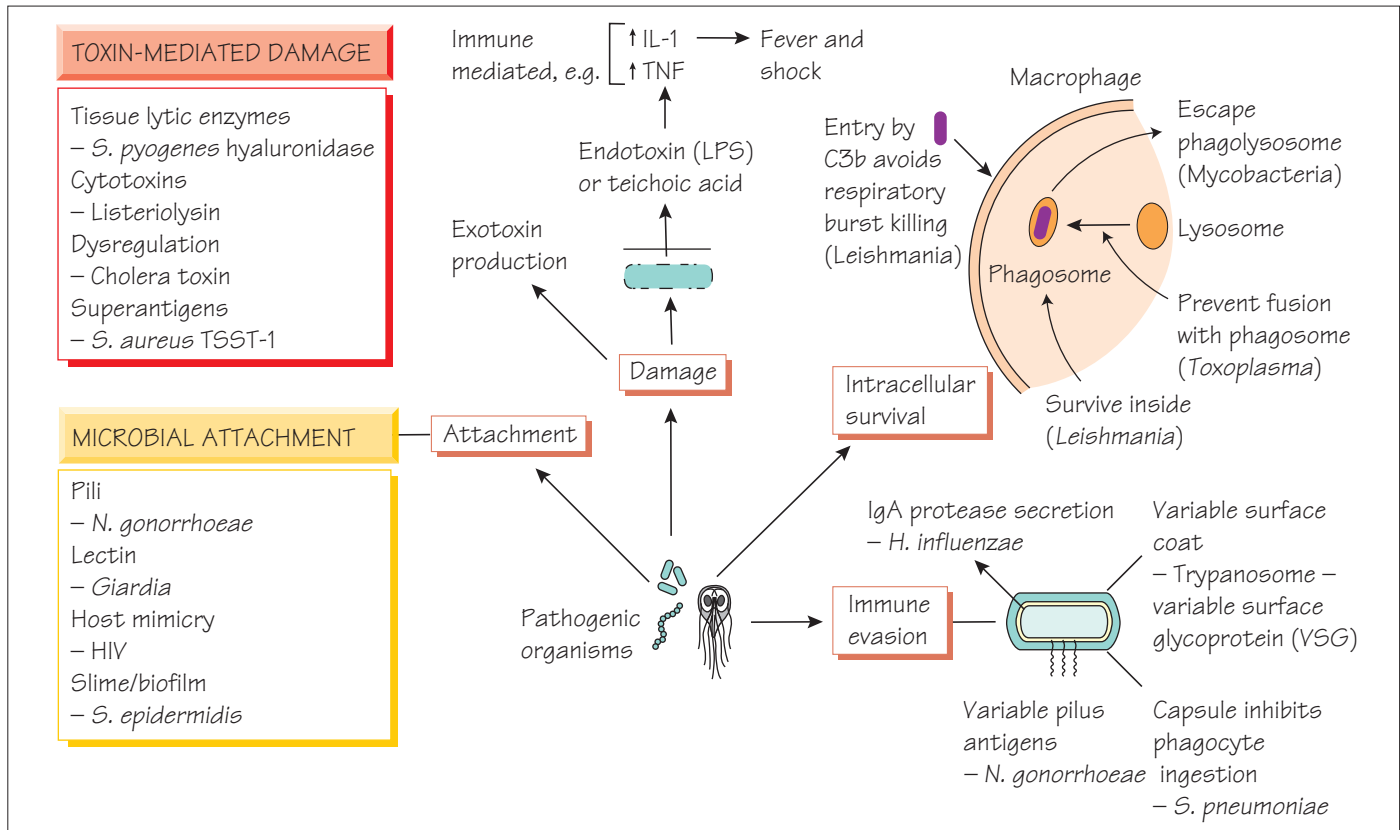 TOXIN-MEDIATED DAMAGE
Tissue lytic enzymes
– S. pyogenes hyaluronidase
Cytotoxins
– Listeriolysin
Dysregulation
– Cholera toxin
Superantigens
– S. aureus TSST-1
MICROBIAL ATTACHMENT
Pili
– N. gonorrhoeae
Lectin
– Giardia
Host mimicry
– HIV
Slime/biofilm
– S. epidermidis
Attachment
Immune
mediated, e.g.
↑ IL-1
↑ TNF
Fever and
shock
Endotoxin (LPS)
or teichoic acid
Exotoxin
production
Damage
Pathogenic
organisms
Intracellular
survival
Macrophage
Entry by
C3b avoids
respiratory
burst killing
(Leishmania)
Escape
phagolysosome
(Mycobacteria)
Lysosome
Phagosome
Prevent fusion
with phagosome
(Toxoplasma)
Survive inside
(Leishmania)
Immune
evasion
IgA protease secretion
– H. influenzae
Variable surface
coat
– Trypanosome –
variable surface
glycoprotein (VSG)
Variable pilus
antigens
– N. gonorrhoeae
Capsule inhibits
phagocyte
ingestion
– S. pneumoniae